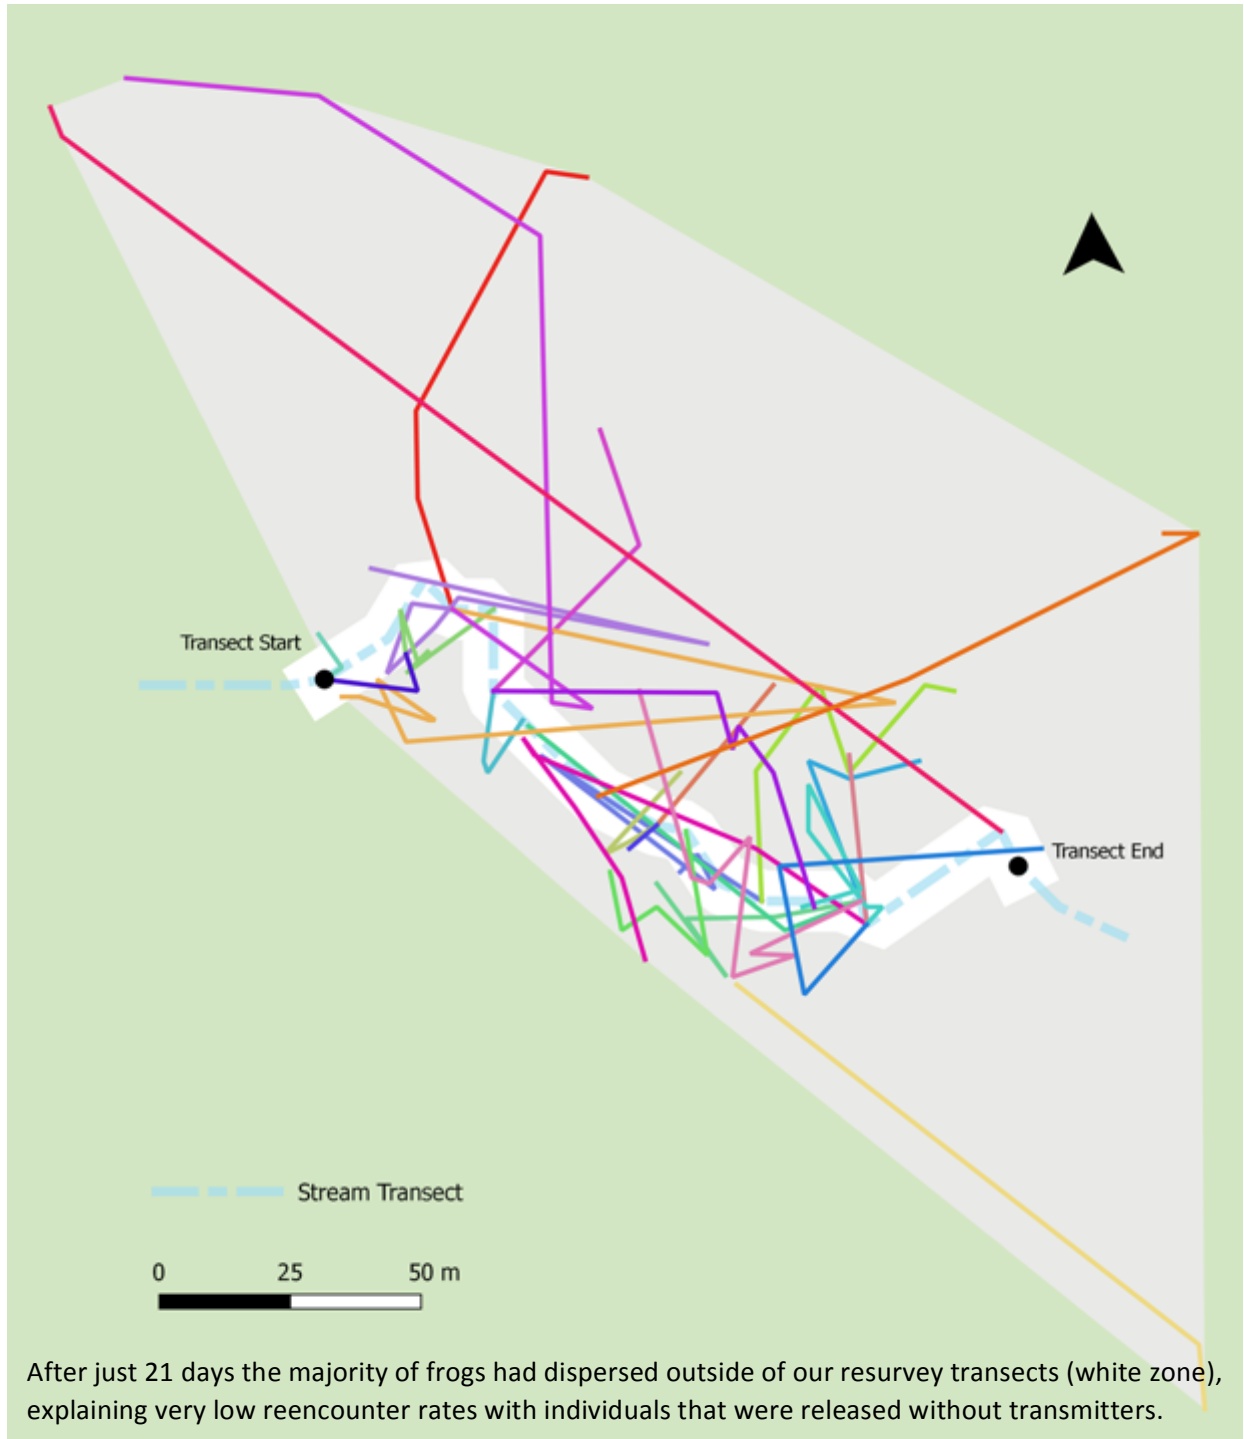 Transect Start
Transect End
Stream Transect
0 25 50 m
After just 21 days the majority of frogs had dispersed outside of our resurvey transects (white zone),
explaining very low reencounter rates with individuals that were released without transmitters.